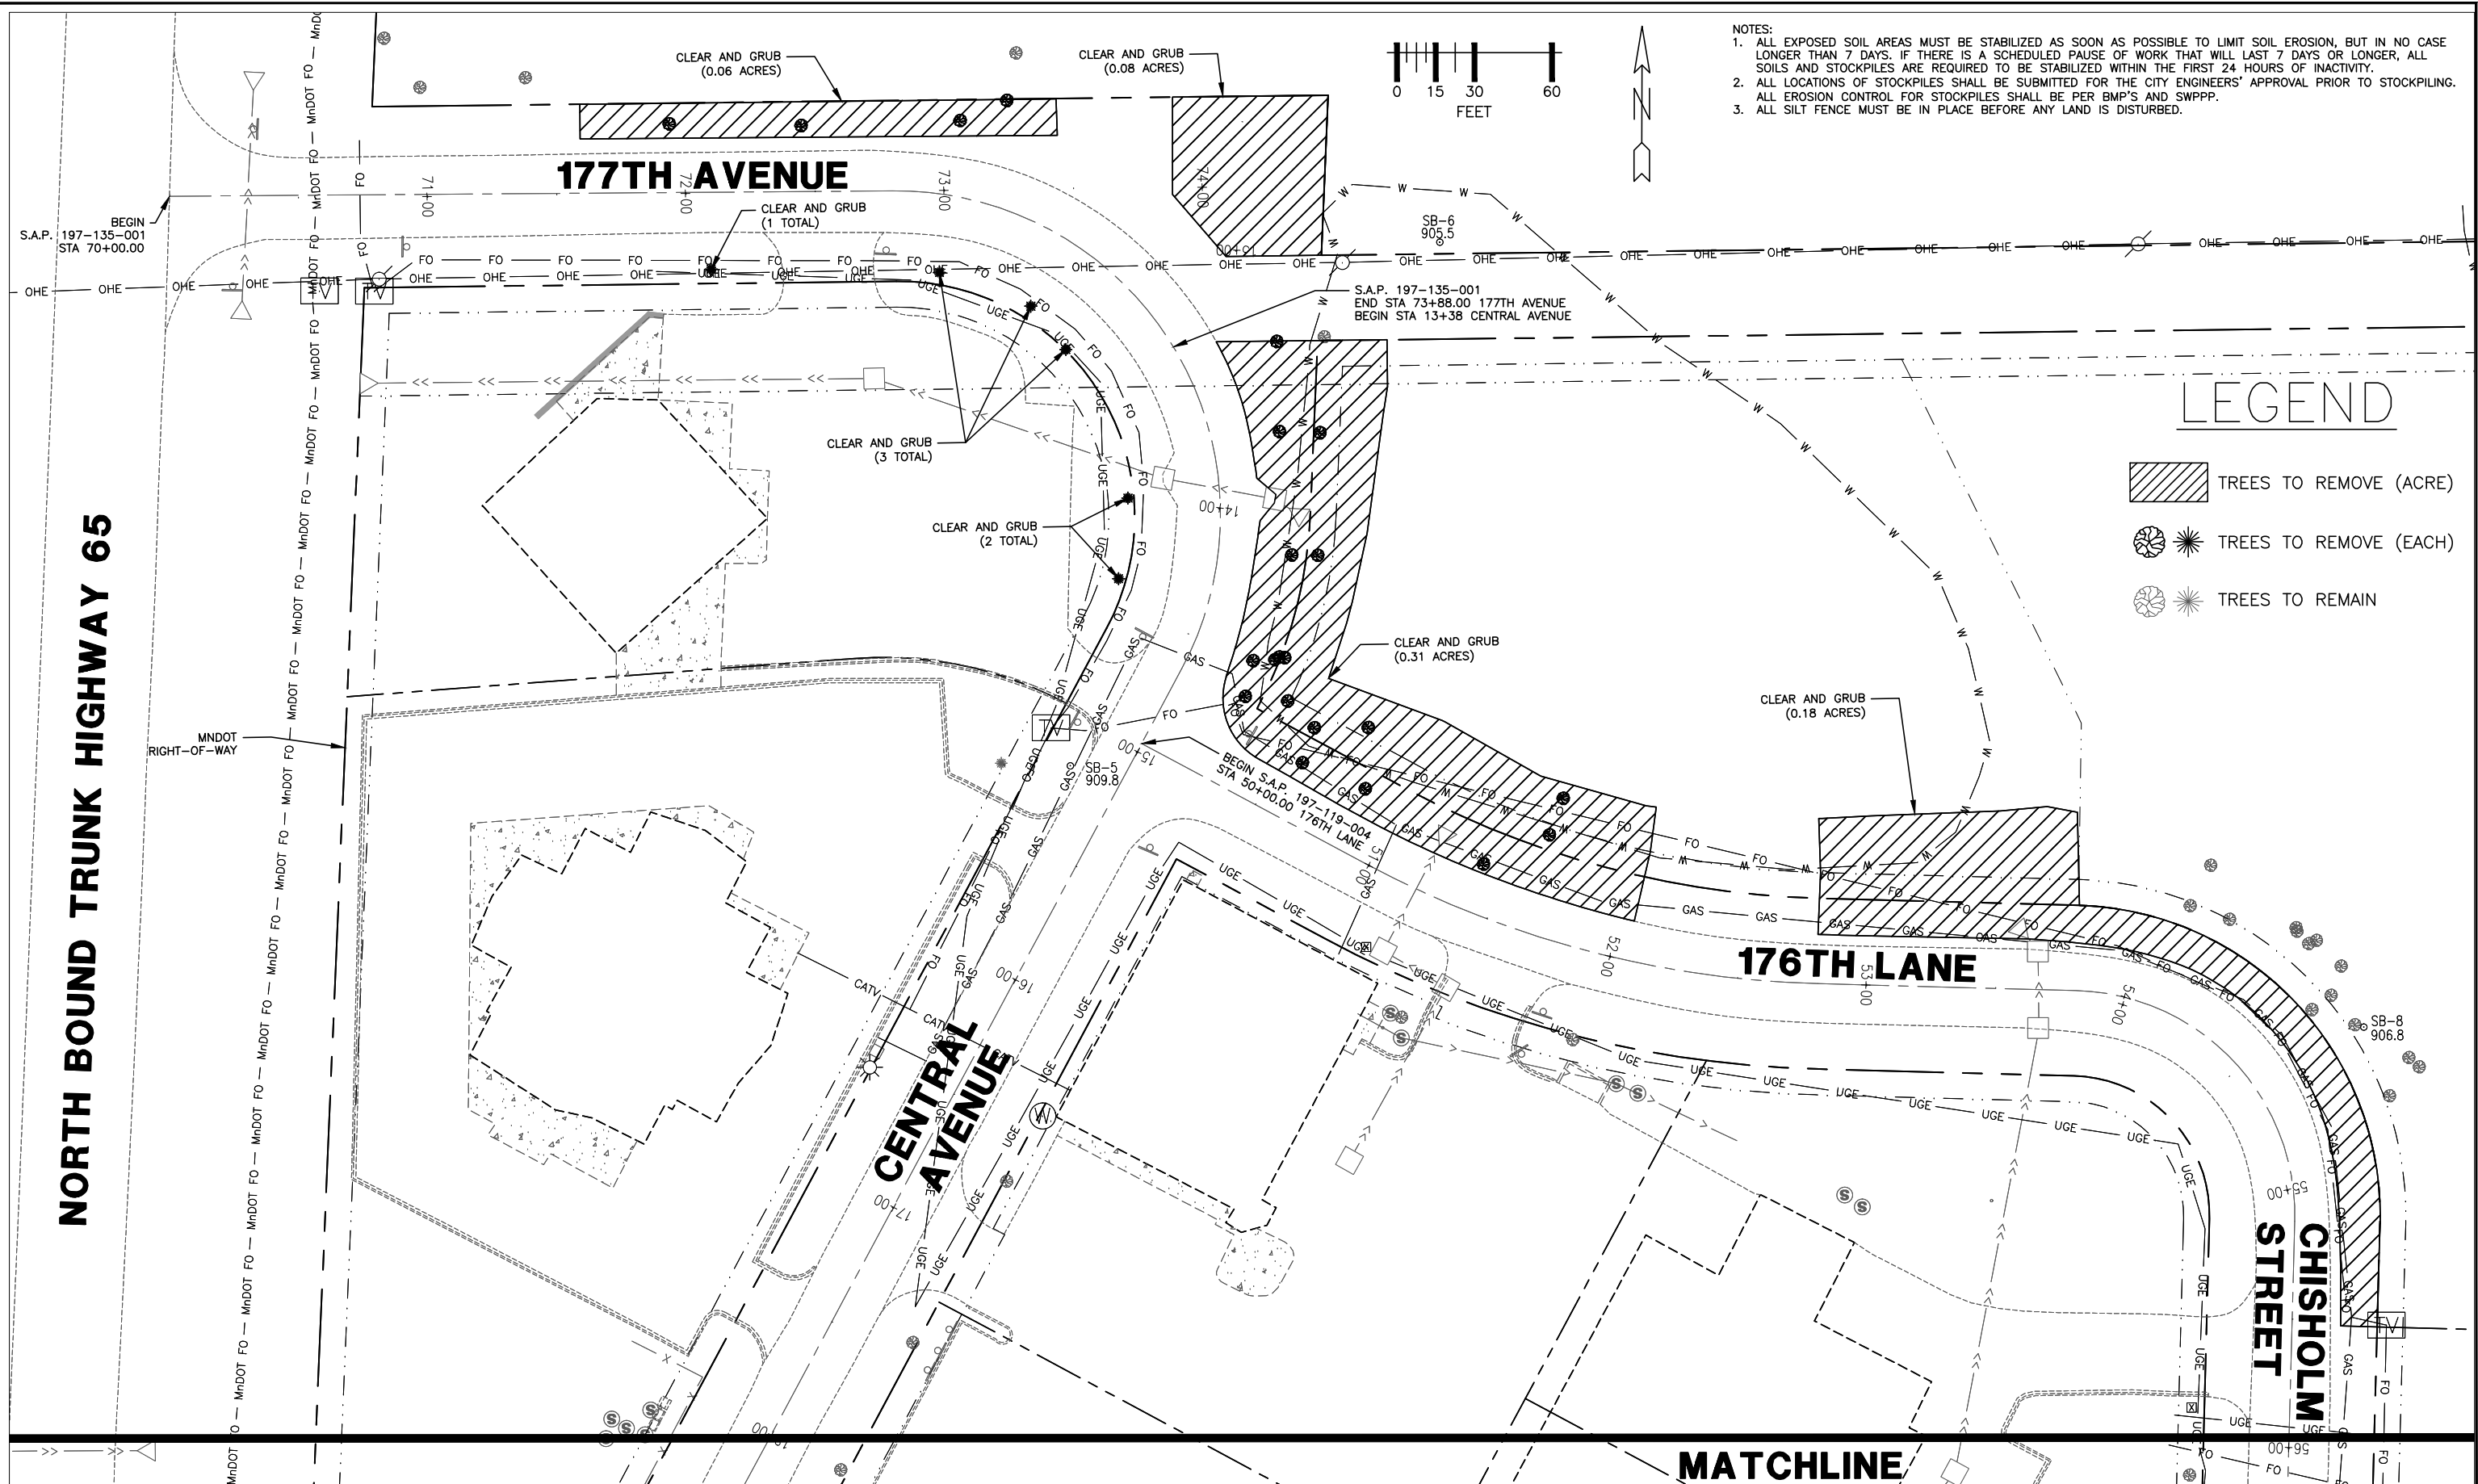 CLEAR AND GRUB
(0.06 ACRES)
CLEAR AND GRUB
(0.08 ACRES)
0 15 30 60
FEET
N
NOTES:
1. ALL EXPOSED SOIL AREAS MUST BE STABILIZED AS SOON AS POSSIBLE TO LIMIT SOIL EROSION, BUT IN NO CASE
LONGER THAN 7 DAYS. IF THERE IS A SCHEDULED PAUSE OF WORK THAT WILL LAST 7 DAYS OR LONGER, ALL
SOILS AND STOCKPILES ARE REQUIRED TO BE STABILIZED WITHIN THE FIRST 24 HOURS OF INACTIVITY.
2. ALL LOCATIONS OF STOCKPILES SHALL BE SUBMITTED FOR THE CITY ENGINEERS' APPROVAL PRIOR TO STOCKPILING.
ALL EROSION CONTROL FOR STOCKPILES SHALL BE PER BMP'S AND SWPPP.
3. ALL SILT FENCE MUST BE IN PLACE BEFORE ANY LAND IS DISTURBED.
177TH AVENUE
71+00
72+00
73+00
74+00
BEGIN
S.A.P. 197-135-001
STA 70+00.00
CLEAR AND GRUB
(1 TOTAL)
SB-6
905.5
S.A.P. 197-135-001
END STA 73+88.00 177TH AVENUE
BEGIN STA 13+38 CENTRAL AVENUE
CLEAR AND GRUB
(3 TOTAL)
LEGEND
TREES TO REMOVE (ACRE)
TREES TO REMOVE (EACH)
TREES TO REMAIN
CLEAR AND GRUB
(2 TOTAL)
14+00
NORTH BOUND TRUNK HIGHWAY 65
CLEAR AND GRUB
(0.31 ACRES)
CLEAR AND GRUB
(0.18 ACRES)
MNDOT
RIGHT-OF-WAY
MnDOT FO
OHE
FO
UGE
GAS
W
CATV
TV
SB-5
909.8
15+00
BEGIN S.A.P. 197-119-004
STA 50+00.00 176TH LANE
51+00
52+00
176TH LANE
53+00
54+00
SB-8
906.8
16+00
CENTRAL
AVENUE
17+00
55+00
CHISHOLM
STREET
56+00
MATCHLINE